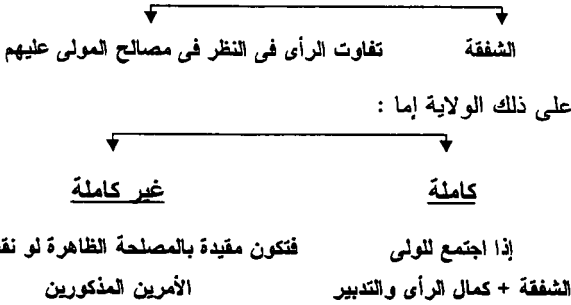 الشفقة تفاوت الرأى فى النظر فى مصالح المولى عليهم
على ذلك الولاية إما :
كاملة غير كاملة
إذا اجتمع للولى فتكون مقيدة بالمصلحة الظاهرة لو نقـ
الشفقة + كمال الرأى والتدبير الأمرين المذكورين